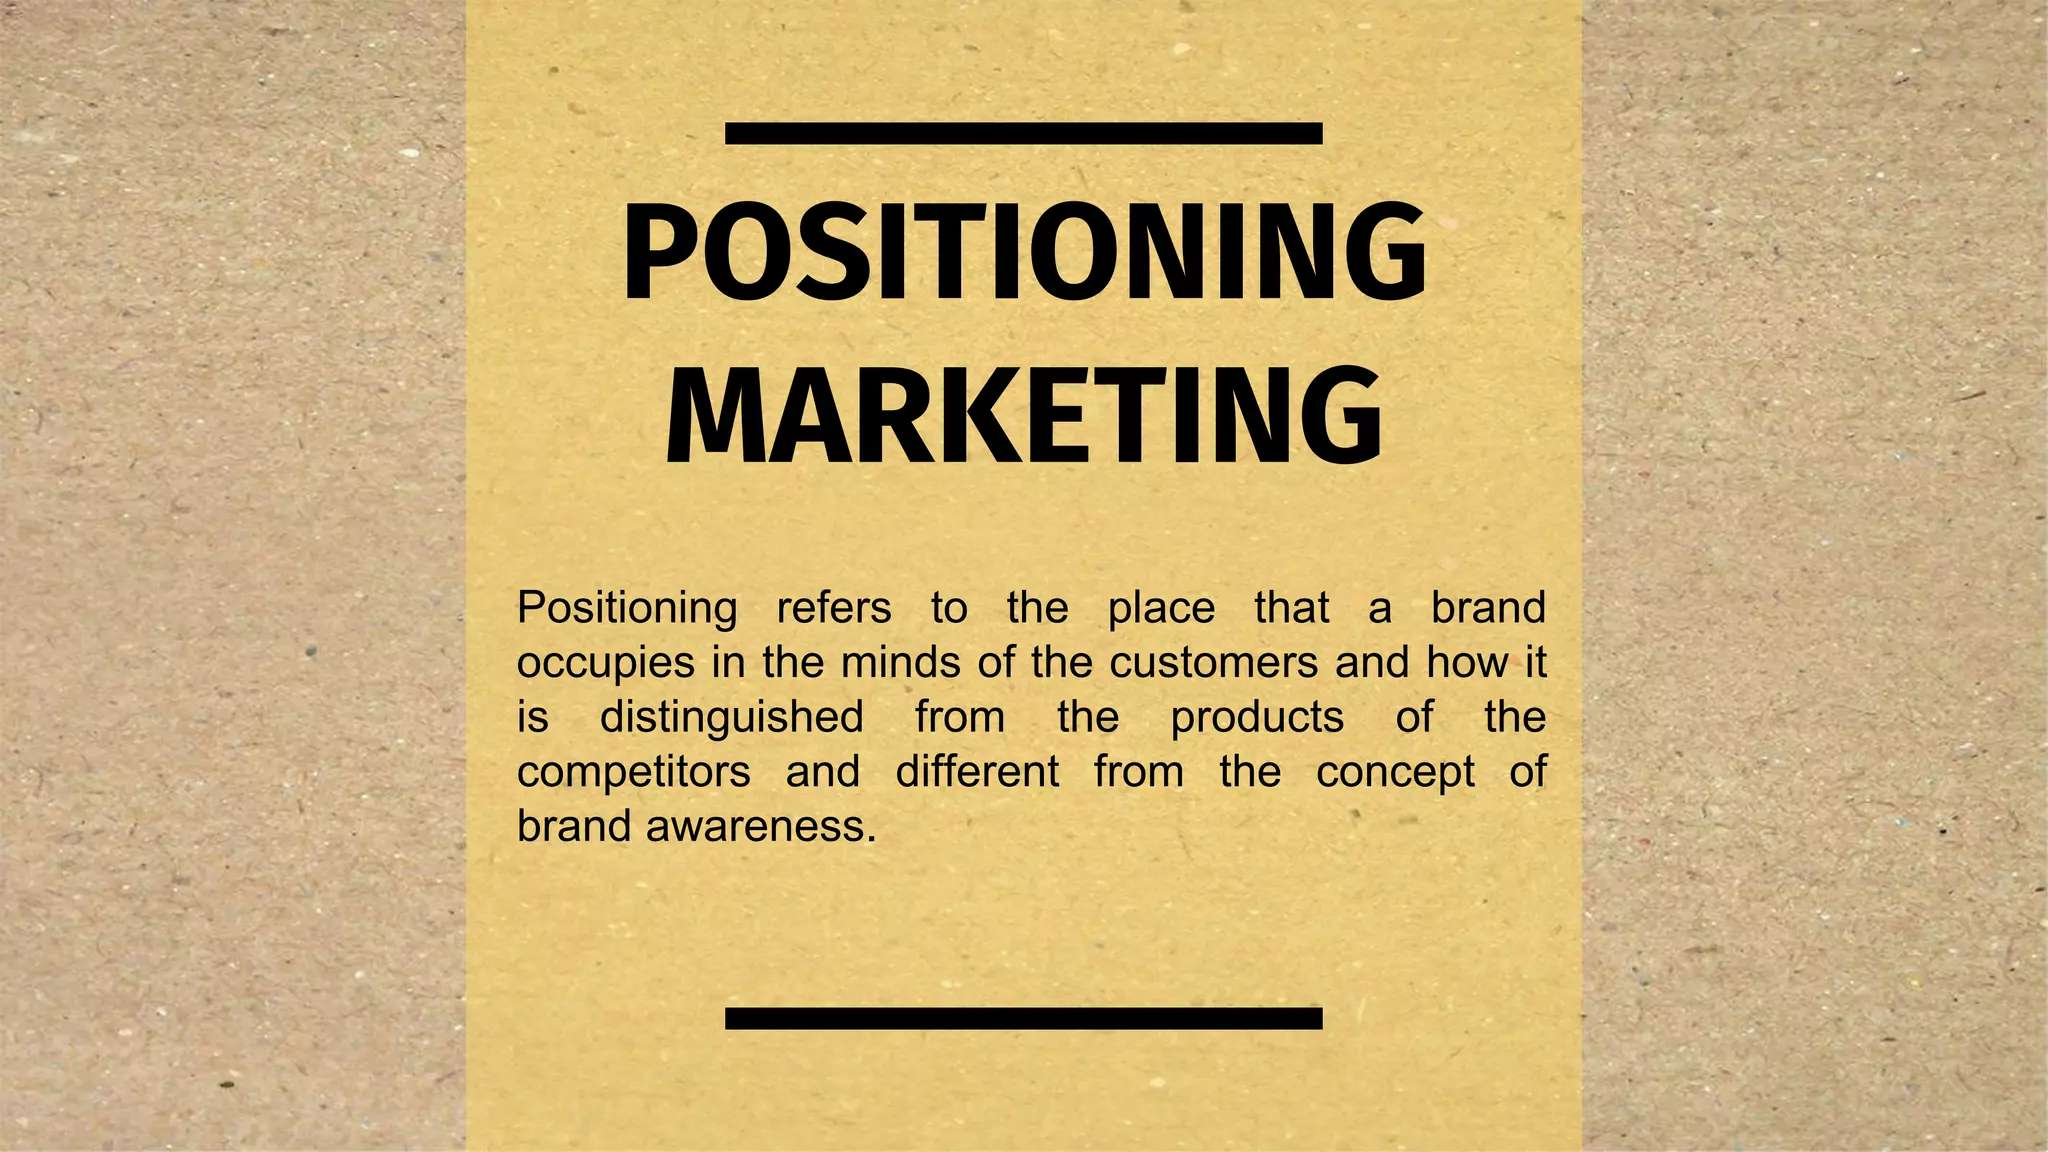 POSITIONING
MARKETING
Positioning refers to the place that a brand
occupies in the minds of the customers and how it
is distinguished from the products of the
competitors and different from the concept of
brand awareness.